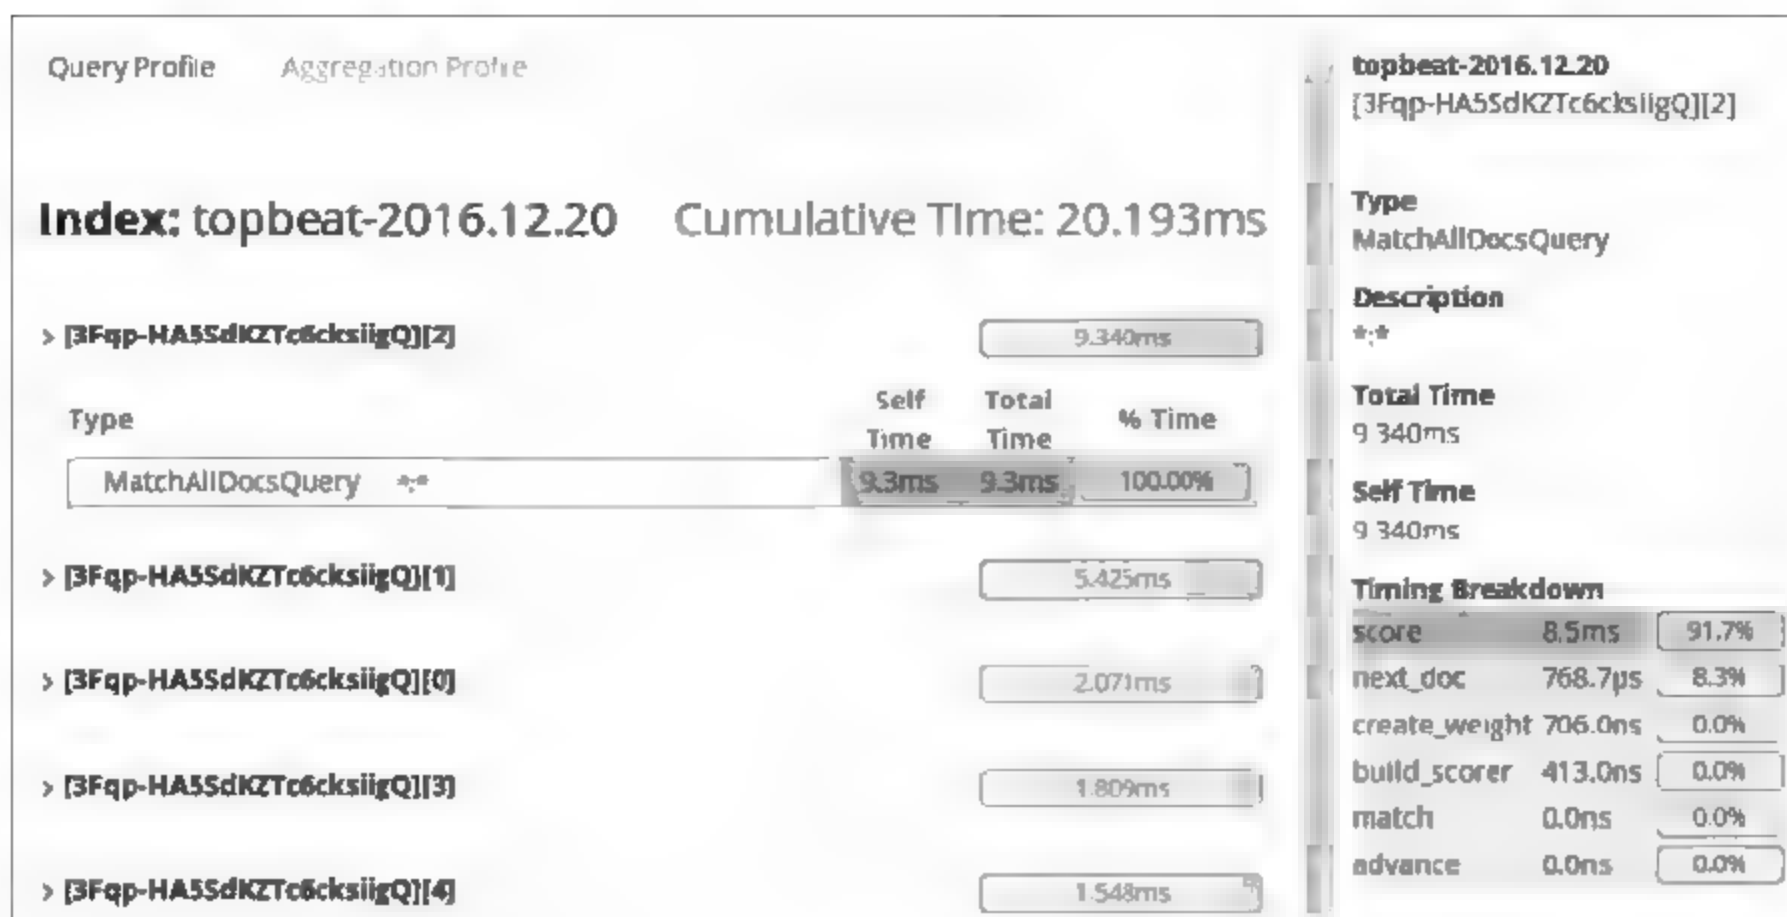 Query Profile Aggregation Profile
Index: topbeat-2016.12.20 Cumulative Time: 20.193ms
> [3Fqp-HA5SdKZTc6cksiigQ][2] 9.340ms
Type Self Time Total Time % Time
MatchAllDocsQuery *:* 9.3ms 9.3ms 100.00%
> [3Fqp-HA5SdKZTc6cksiigQ][1] 5.425ms
> [3Fqp-HA5SdKZTc6cksiigQ][0] 2.071ms
> [3Fqp-HA5SdKZTc6cksiigQ][3] 1.809ms
> [3Fqp-HA5SdKZTc6cksiigQ][4] 1.548ms
topbeat-2016.12.20
[3Fqp-HA5SdKZTc6cksiigQ][2]
Type
MatchAllDocsQuery
Description
*:*
Total Time
9.340ms
Self Time
9.340ms
Timing Breakdown
score 8.5ms 91.7%
next_doc 768.7µs 8.3%
create_weight 706.0ns 0.0%
build_scorer 413.0ns 0.0%
match 0.0ns 0.0%
advance 0.0ns 0.0%